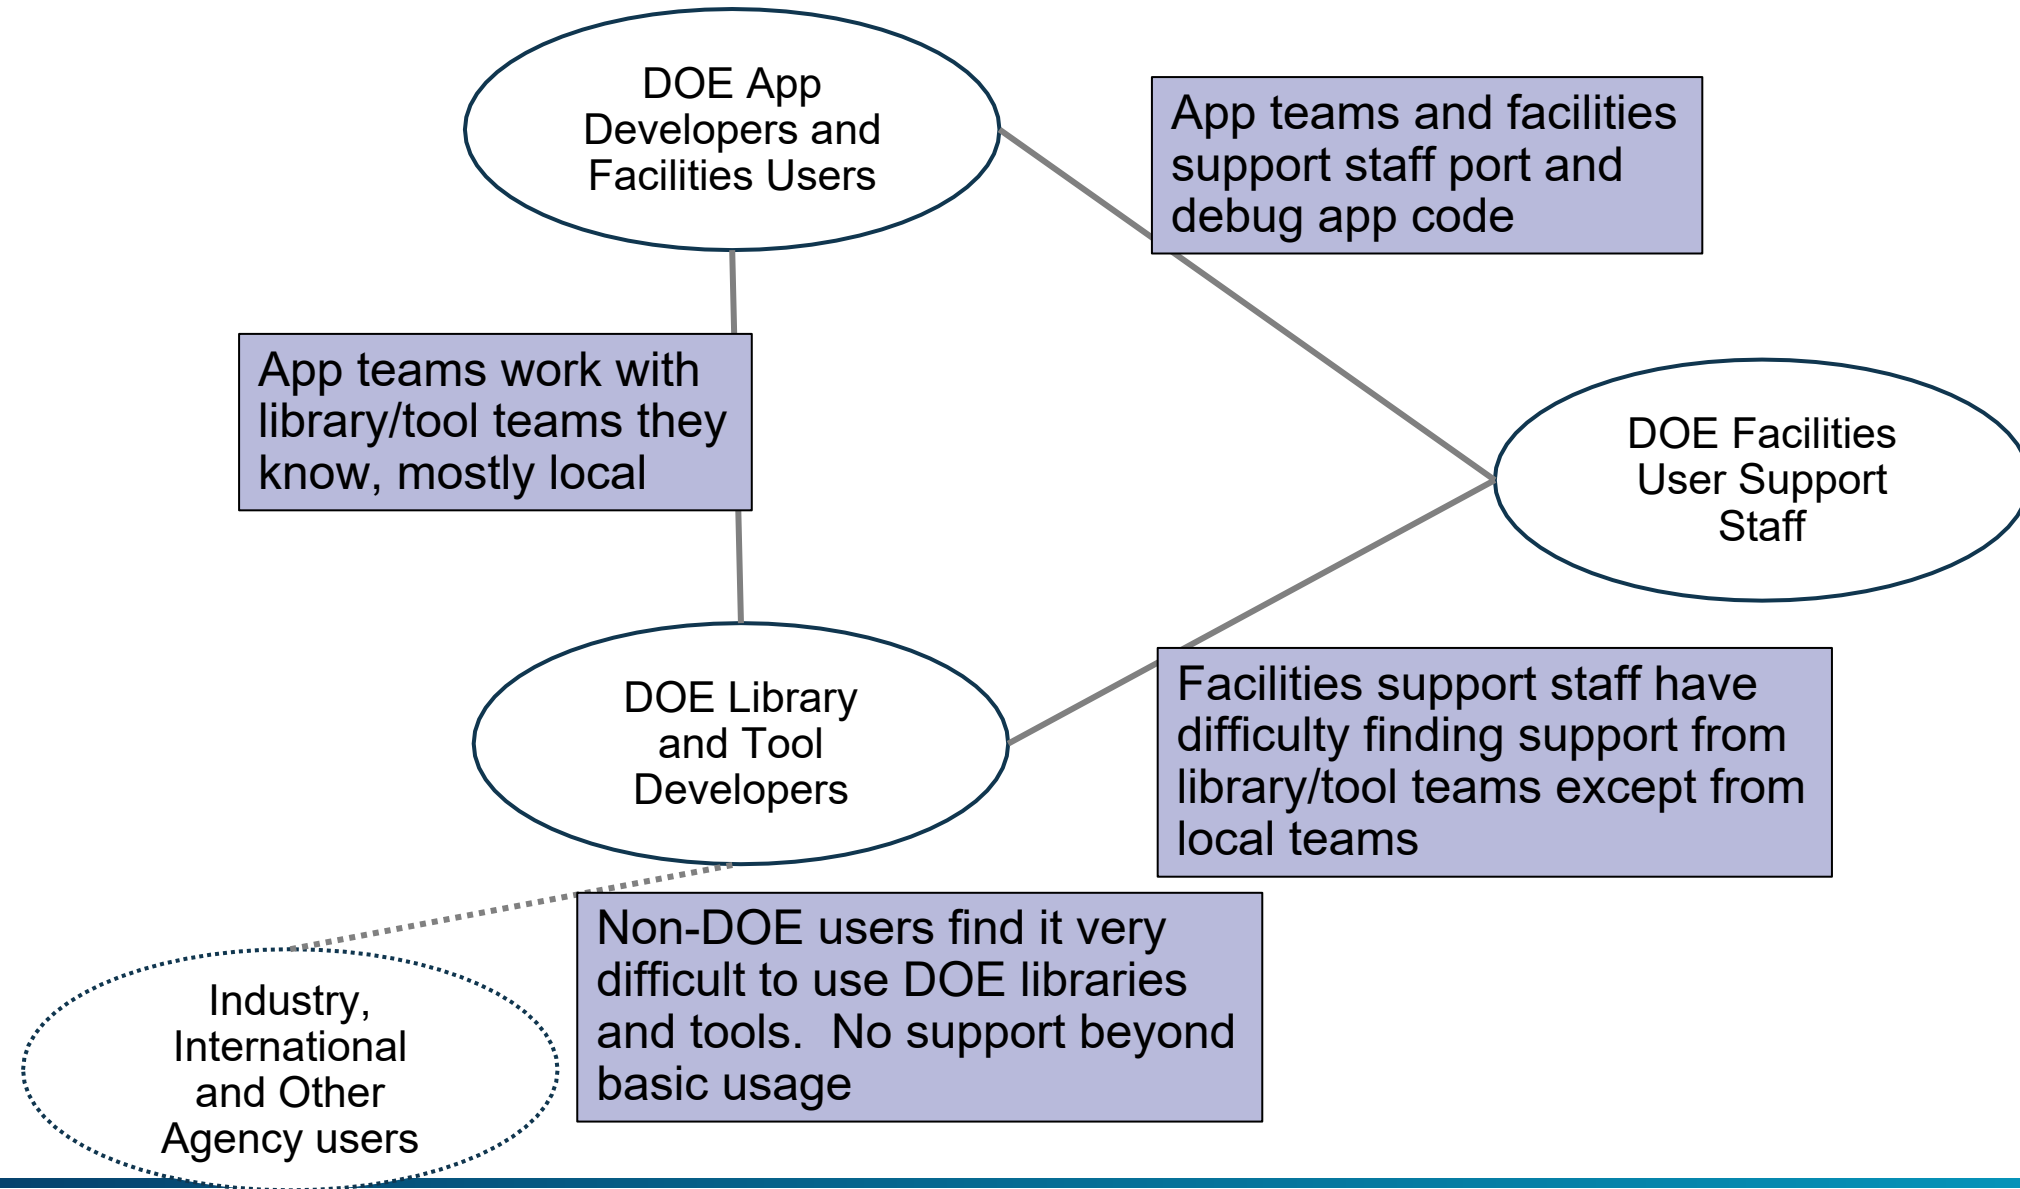 DOE App
Developers and
Facilities Users
App teams and facilities
support staff port and
debug app code
App teams work with
library/tool teams they
know, mostly local
DOE Facilities
User Support
Staff
DOE Library
and Tool
Developers
Facilities support staff have
difficulty finding support from
library/tool teams except from
local teams
Non-DOE users find it very
difficult to use DOE libraries
and tools.  No support beyond
basic usage
Industry,
International
and Other
Agency users